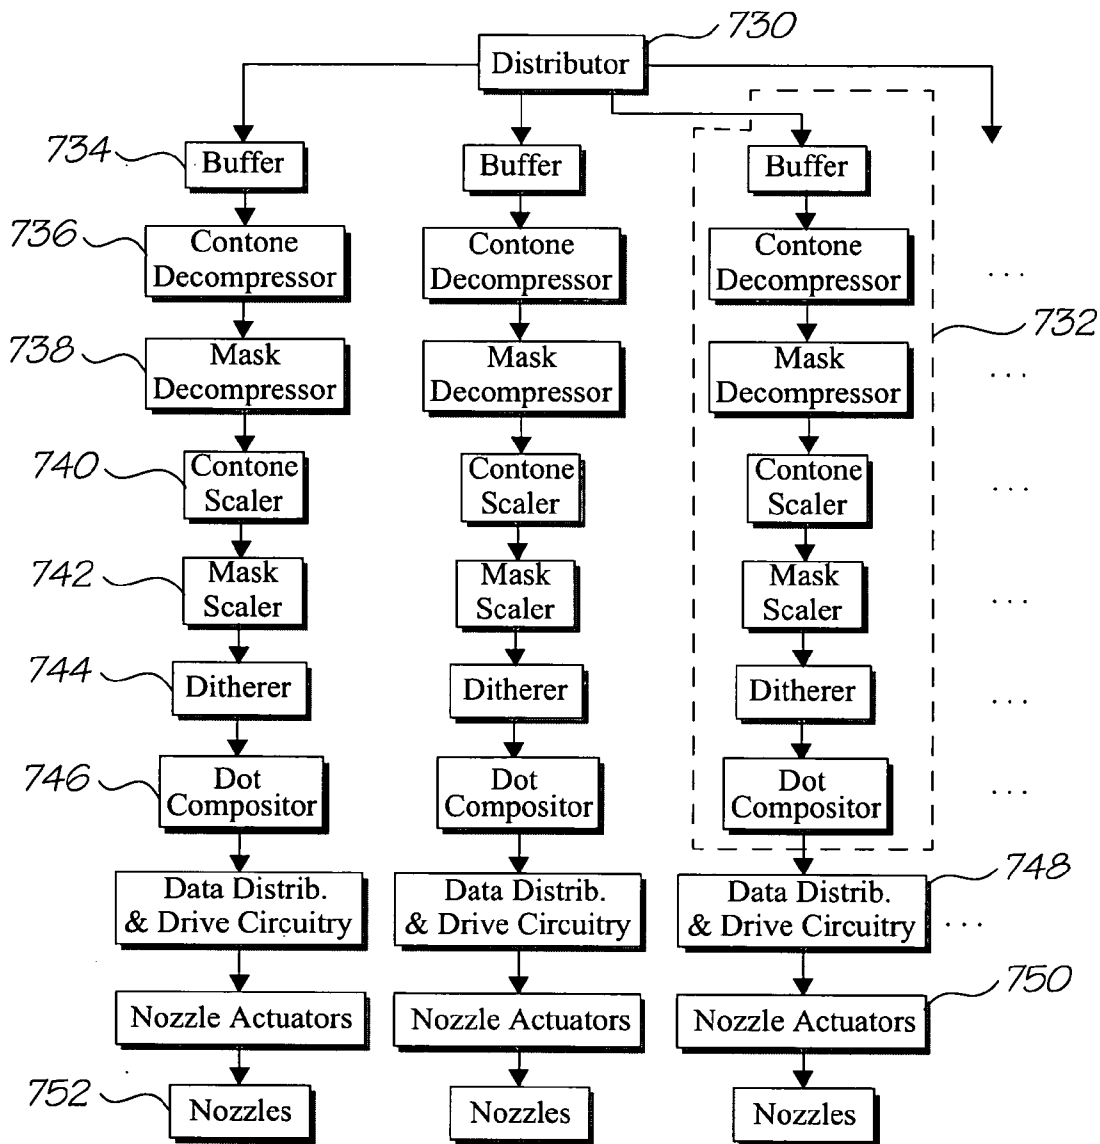 730
Distributor
734
Buffer
Buffer
Buffer
736
Contone
Decompressor
Contone
Decompressor
Contone
Decompressor
...
732
738
Mask
Decompressor
Mask
Decompressor
Mask
Decompressor
...
740
Contone
Scaler
Contone
Scaler
Contone
Scaler
...
742
Mask
Scaler
Mask
Scaler
Mask
Scaler
...
744
Ditherer
Ditherer
Ditherer
...
746
Dot
Compositor
Dot
Compositor
Dot
Compositor
...
Data Distrib.
& Drive Circuitry
Data Distrib.
& Drive Circuitry
Data Distrib.
& Drive Circuitry
748
...
Nozzle Actuators
Nozzle Actuators
Nozzle Actuators
750
752
Nozzles
Nozzles
Nozzles